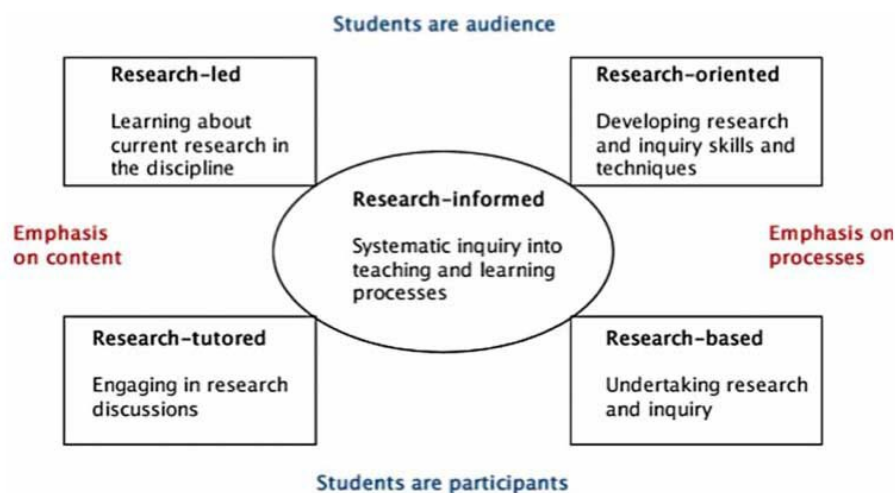 Students are audience
Research-led
Learning about
current research in
the discipline
Research-oriented
Developing research
and inquiry skills and
techniques
Research-informed
Systematic inquiry into
teaching and learning
processes
Emphasis
on content
Emphasis on
processes
Research-tutored
Engaging in research
discussions
Research-based
Undertaking research
and inquiry
Students are participants